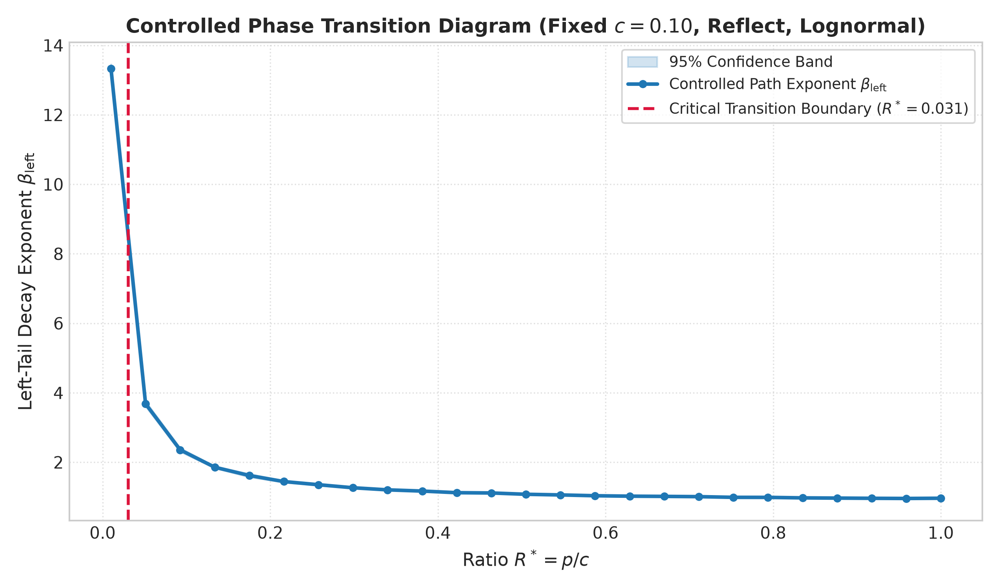 Controlled Phase Transition Diagram (Fixed c = 0.10, Reflect, Lognormal)
14
12
10
8
6
4
2
Left-Tail Decay Exponent β_left
95% Confidence Band
Controlled Path Exponent β_left
Critical Transition Boundary (R* = 0.031)
0.0 0.2 0.4 0.6 0.8 1.0
Ratio R* = p/c